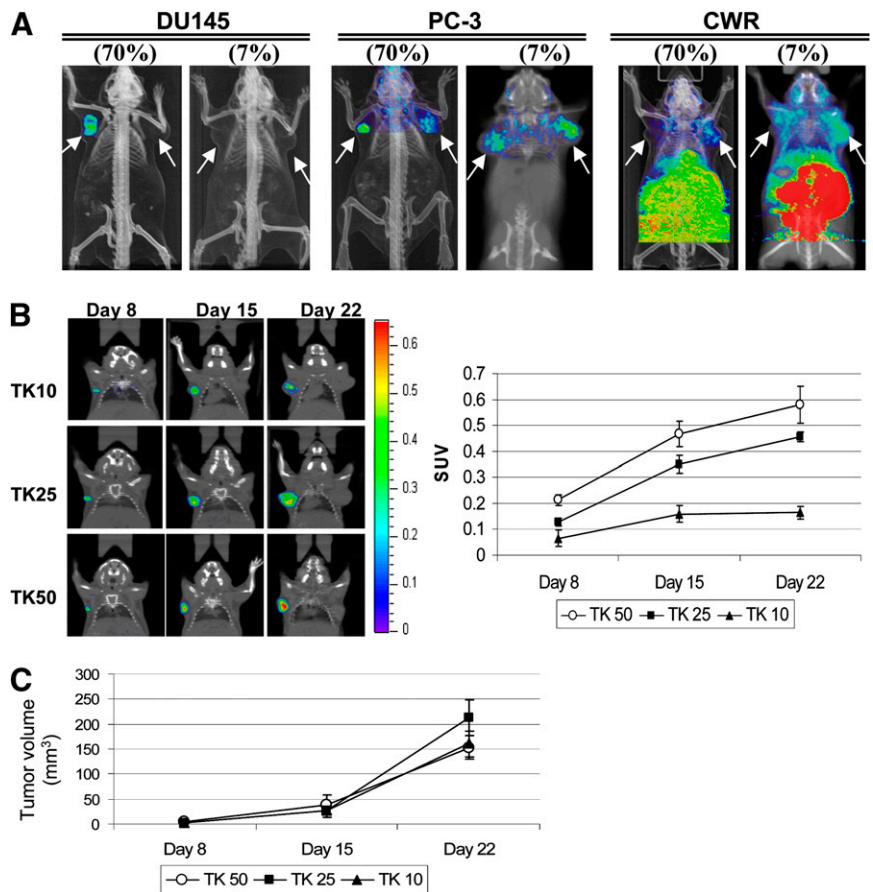 A
DU145 PC-3 CWR
(70%) (7%) (70%) (7%) (70%) (7%)
B
Day 8 Day 15 Day 22
TK10
TK25
TK50
0.6
0.5
0.4
0.3
0.2
0.1
0
SUV
0.7
0.6
0.5
0.4
0.3
0.2
0.1
0
Day 8 Day 15 Day 22
TK 50 TK 25 TK 10
C
Tumor volume
(mm³)
300
250
200
150
100
50
0
Day 8 Day 15 Day 22
TK 50 TK 25 TK 10